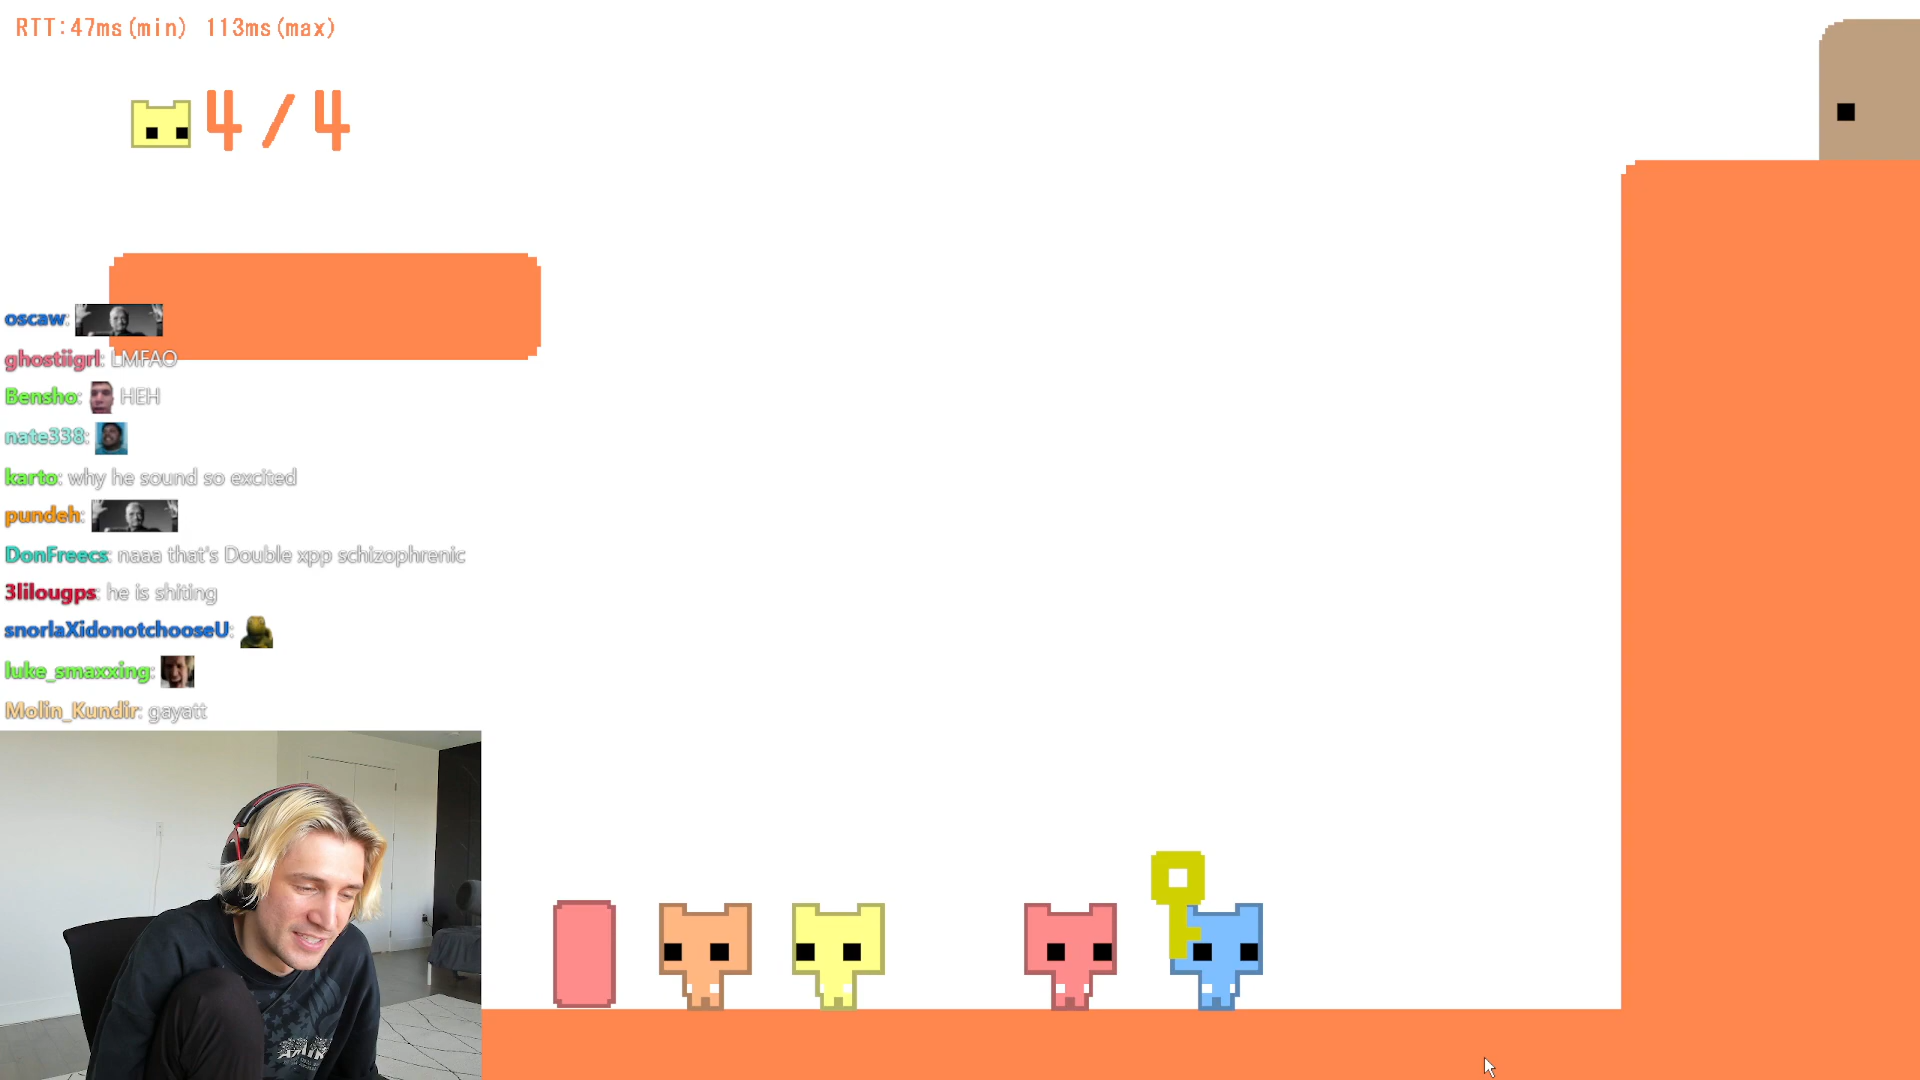 RTT:47ms(min) 113ms(max)
4/4
oscaw:
ghostiigrl: LMFAO
Bensho: HEH
nate338:
karto: why he sound so excited
pundeh:
DonFreecs: naaa that's Double xpp schizophrenic
3lilougps: he is shiting
snorlaXidonotchooseU:
luke_smaxxing:
Molin_Kundir: gayatt